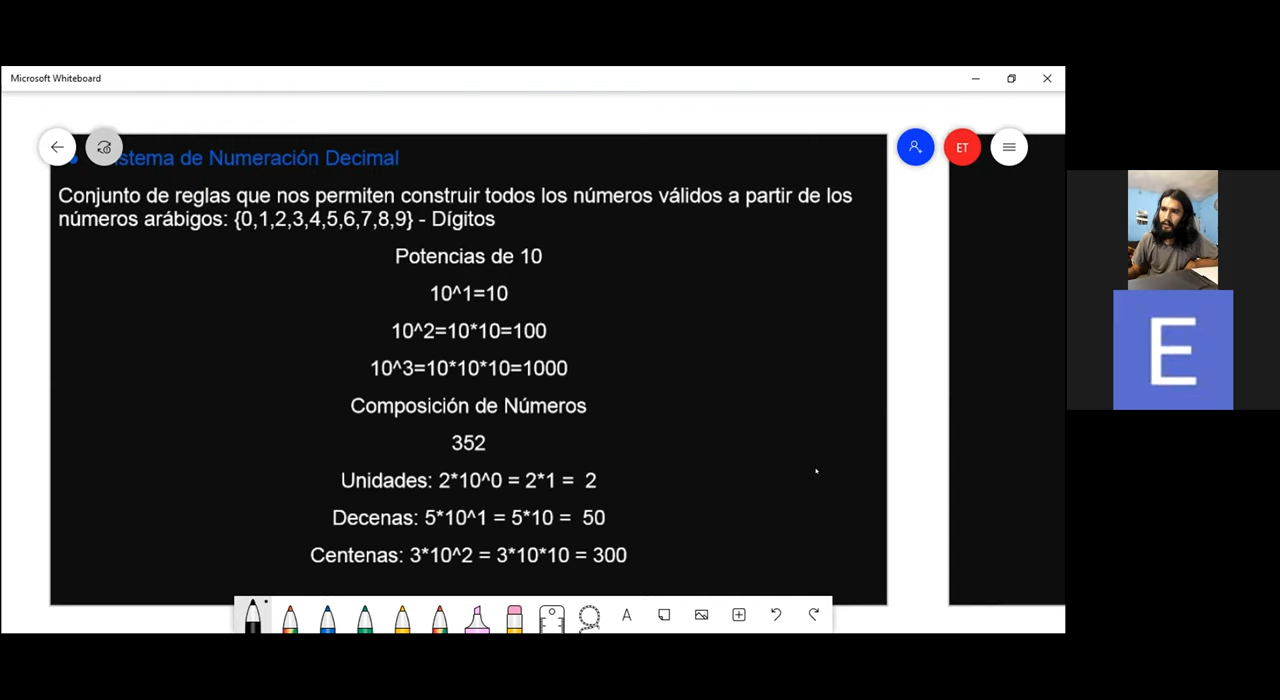 Microsoft Whiteboard
stema de Numeración Decimal
ET
Conjunto de reglas que nos permiten construir todos los números válidos a partir de los
números arábigos: {0,1,2,3,4,5,6,7,8,9} - Dígitos
Potencias de 10
10^1=10
10^2=10*10=100
10^3=10*10*10=1000
Composición de Números
352
Unidades: 2*10^0 = 2*1 =  2
Decenas: 5*10^1 = 5*10 =  50
Centenas: 3*10^2 = 3*10*10 = 300
E
A